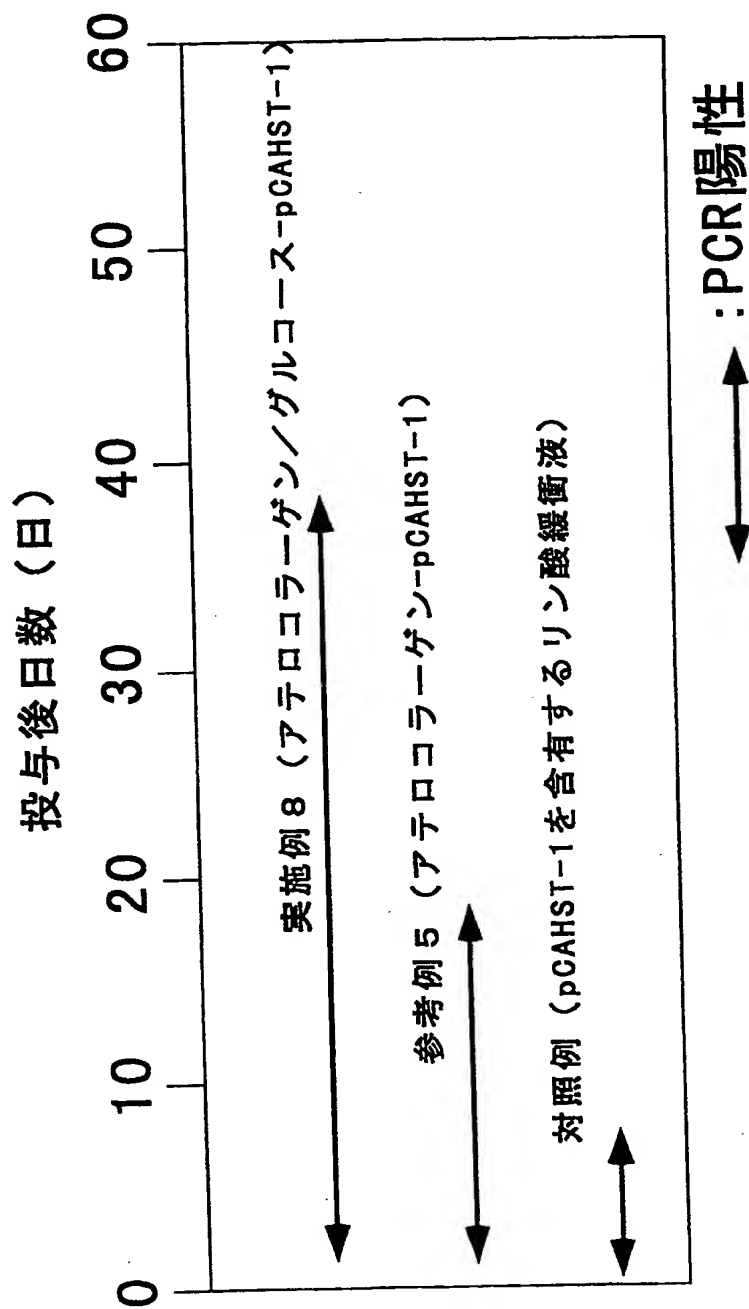 投与後日数（日）
0 10 20 30 40 50 60
実施例８（アテロコラーゲン／グルコース-pCAHST-1）
参考例５（アテロコラーゲン-pCAHST-1）
対照例（pCAHST-1を含有するリン酸緩衝液）
：PCR陽性